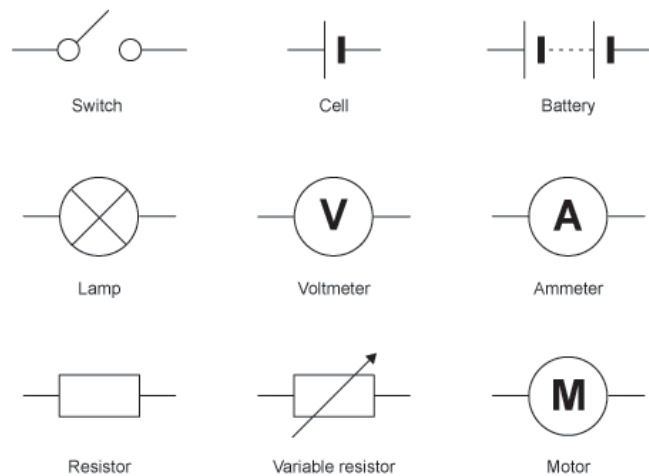 Switch
Cell
Battery
V
A
Lamp
Voltmeter
Ammeter
M
Resistor
Variable resistor
Motor